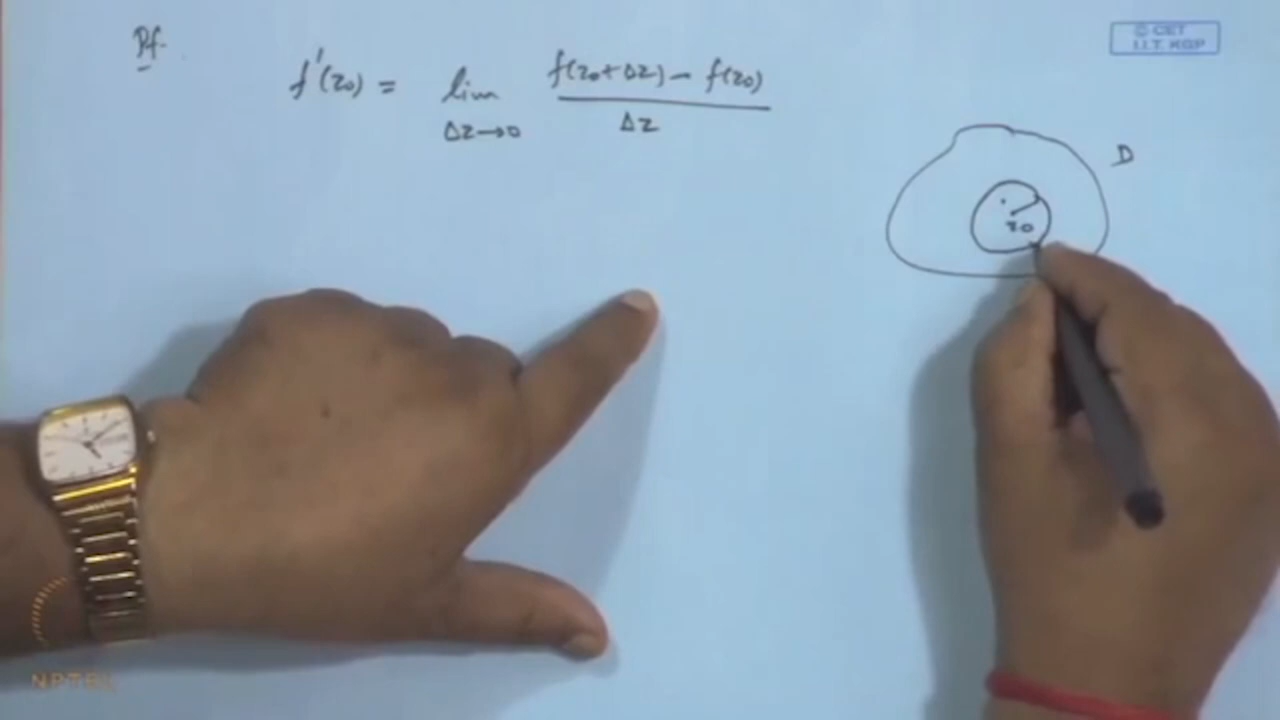 Pf.
© CET
I.I.T. KGP
f'(z0) = lim Δz→0 f(z0+Δz) - f(z0) / Δz
D
z0
NPTEL